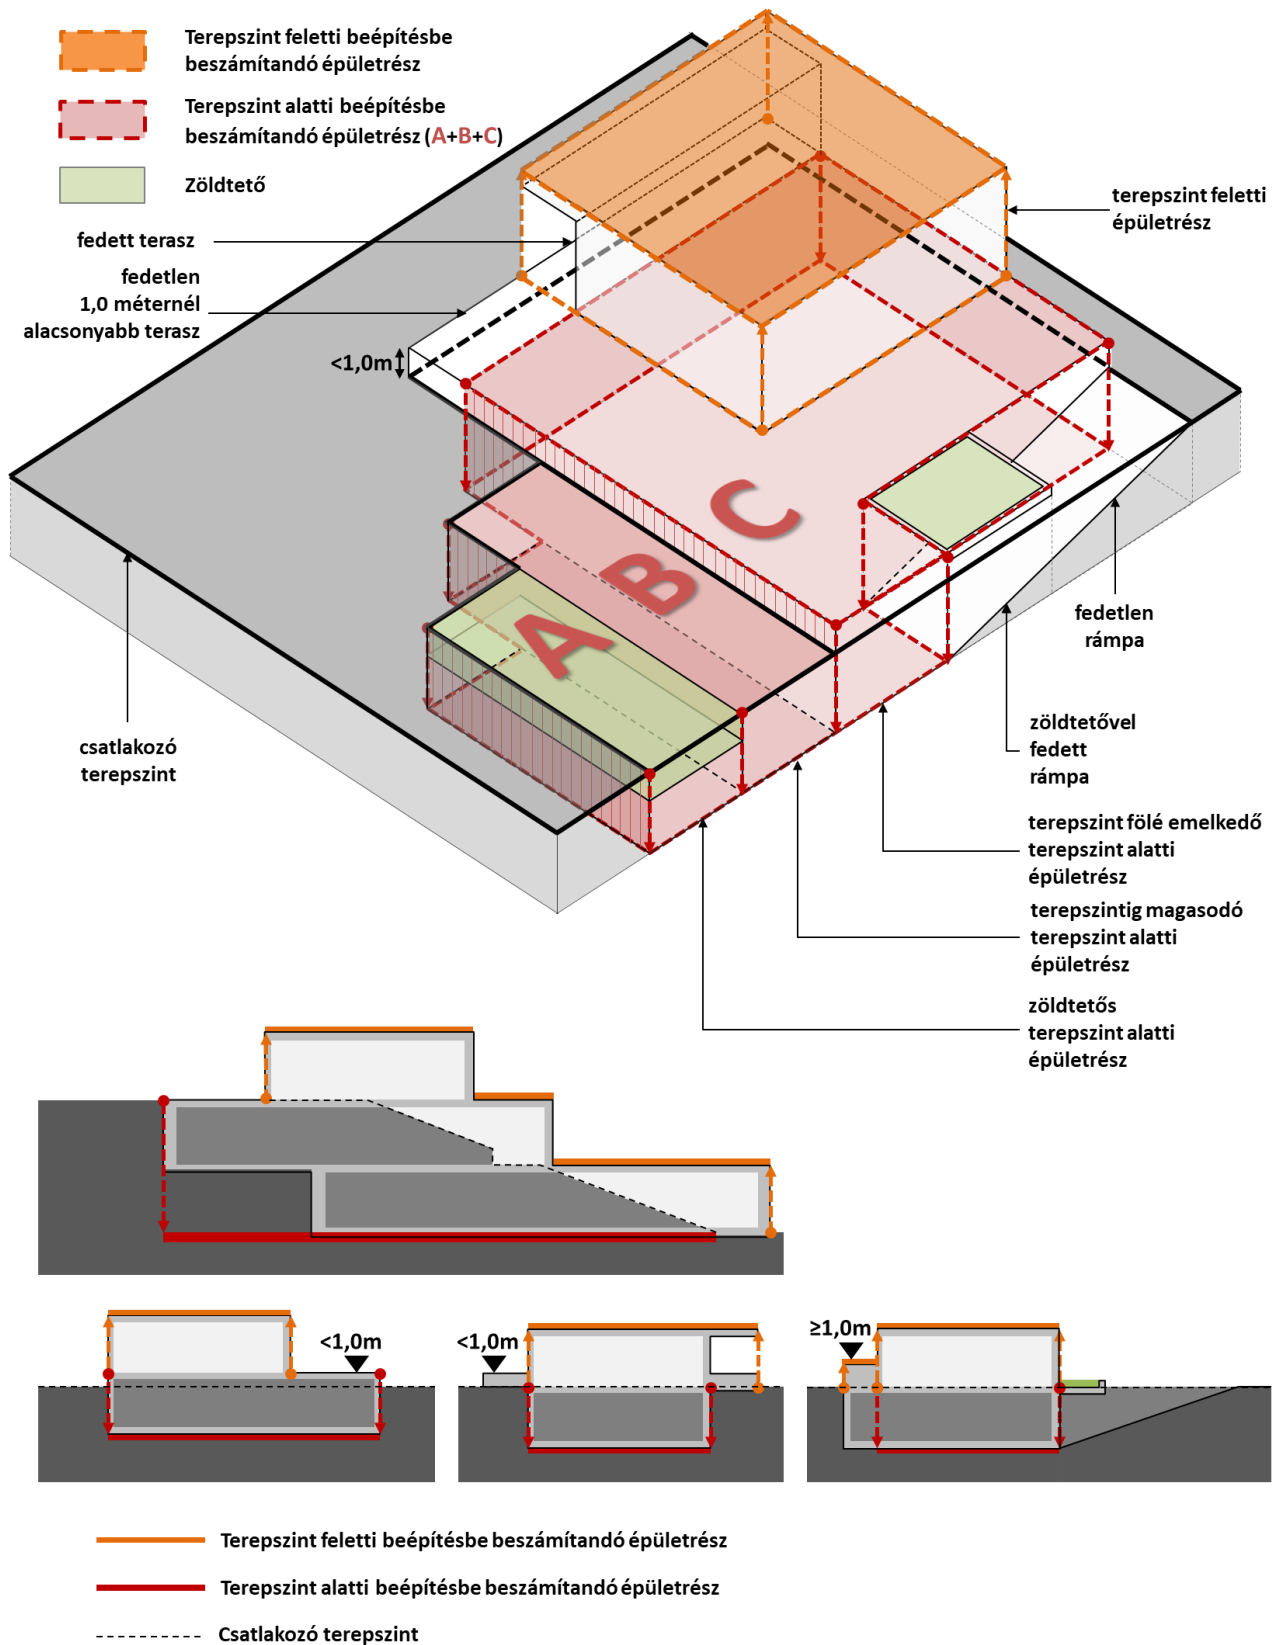 Terepszint feletti beépítésbe
beszámítandó épületrész
Terepszint alatti beépítésbe
beszámítandó épületrész (A+B+C)
Zöldtető
fedett terasz
fedetlen
1,0 méternél
alacsonyabb terasz
<1,0m
terepszint feletti
épületrész
C
B
A
csatlakozó
terepszint
fedetlen
rámpa
zöldtetővel
fedett
rámpa
terepszint fölé emelkedő
terepszint alatti
épületrész
terepszintig magasodó
terepszint alatti
épületrész
zöldtetős
terepszint alatti
épületrész
<1,0m
<1,0m
≥1,0m
Terepszint feletti beépítésbe beszámítandó épületrész
Terepszint alatti beépítésbe beszámítandó épületrész
Csatlakozó terepszint